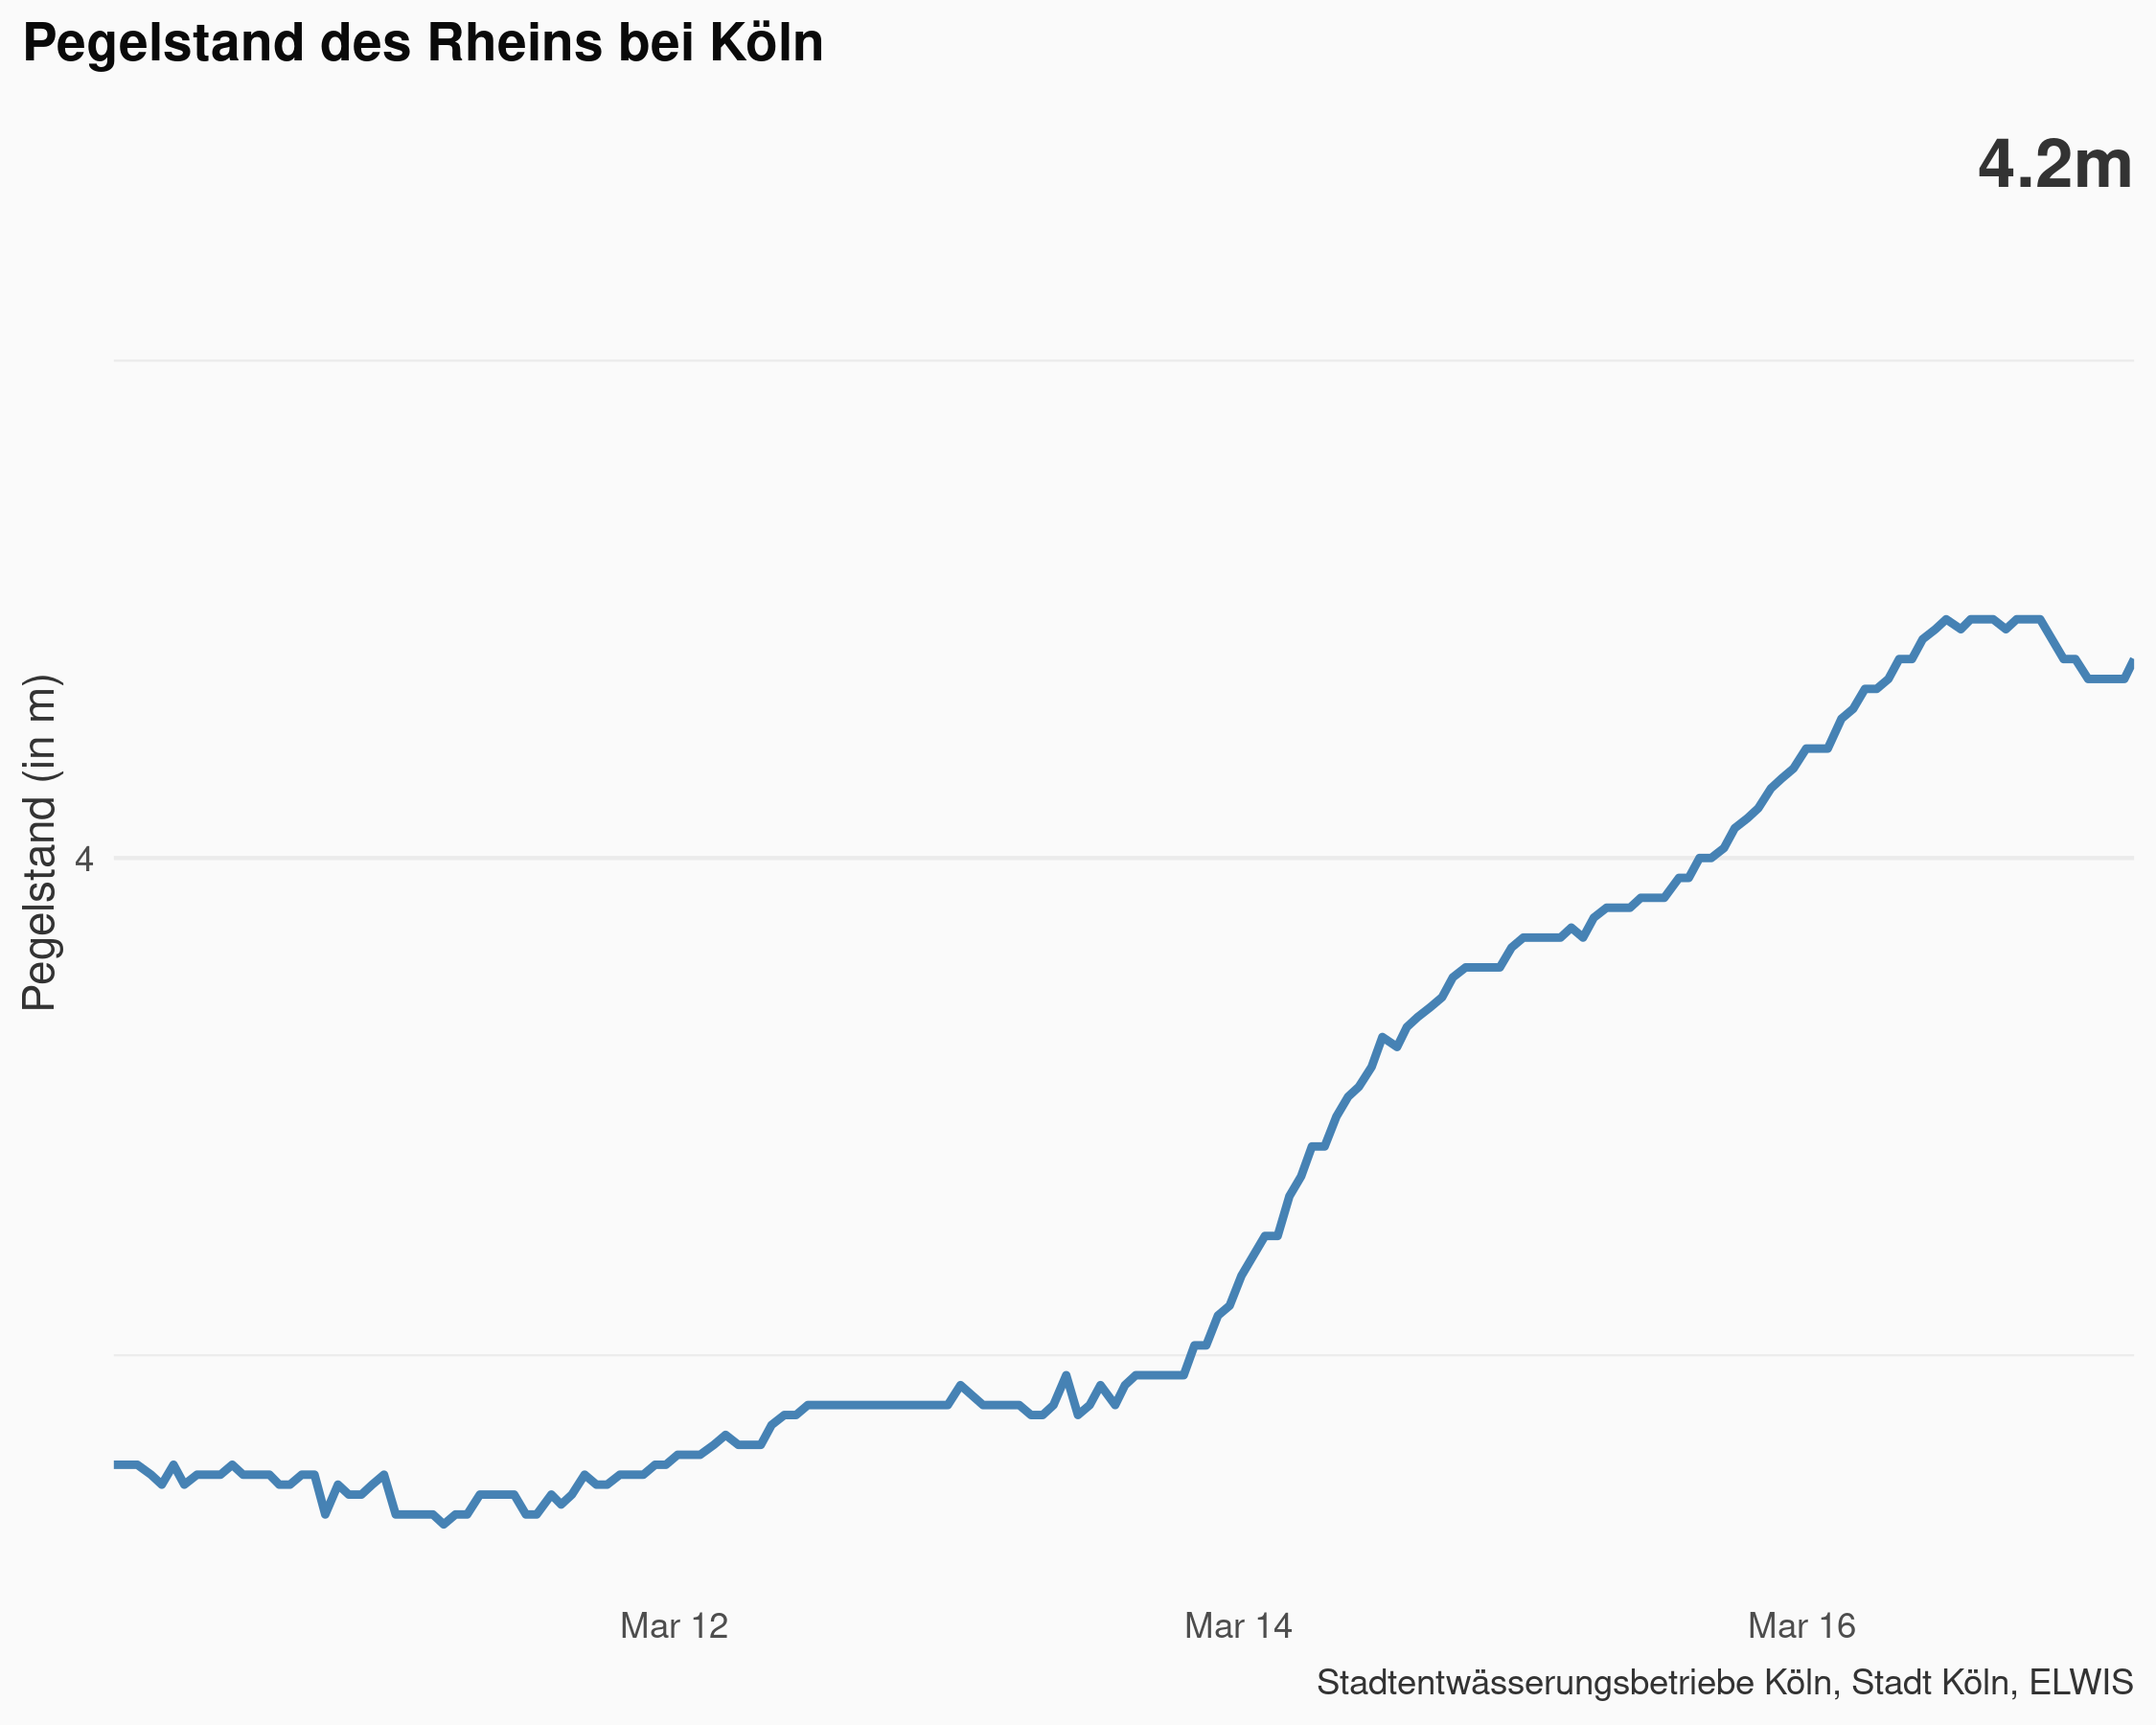 Pegelstand des Rheins bei Köln
4.2m
Pegelstand (in m)
4
Mar 12
Mar 14
Mar 16
Stadtentwässerungsbetriebe Köln, Stadt Köln, ELWIS